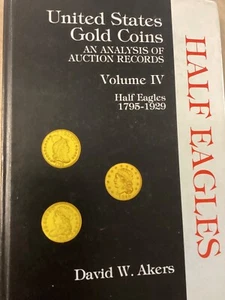 United States
Gold Coins
AN ANALYSIS OF
AUCTION RECORDS
Volume IV
Half Eagles
1795-1929
David W. Akers
HALF EAGLES